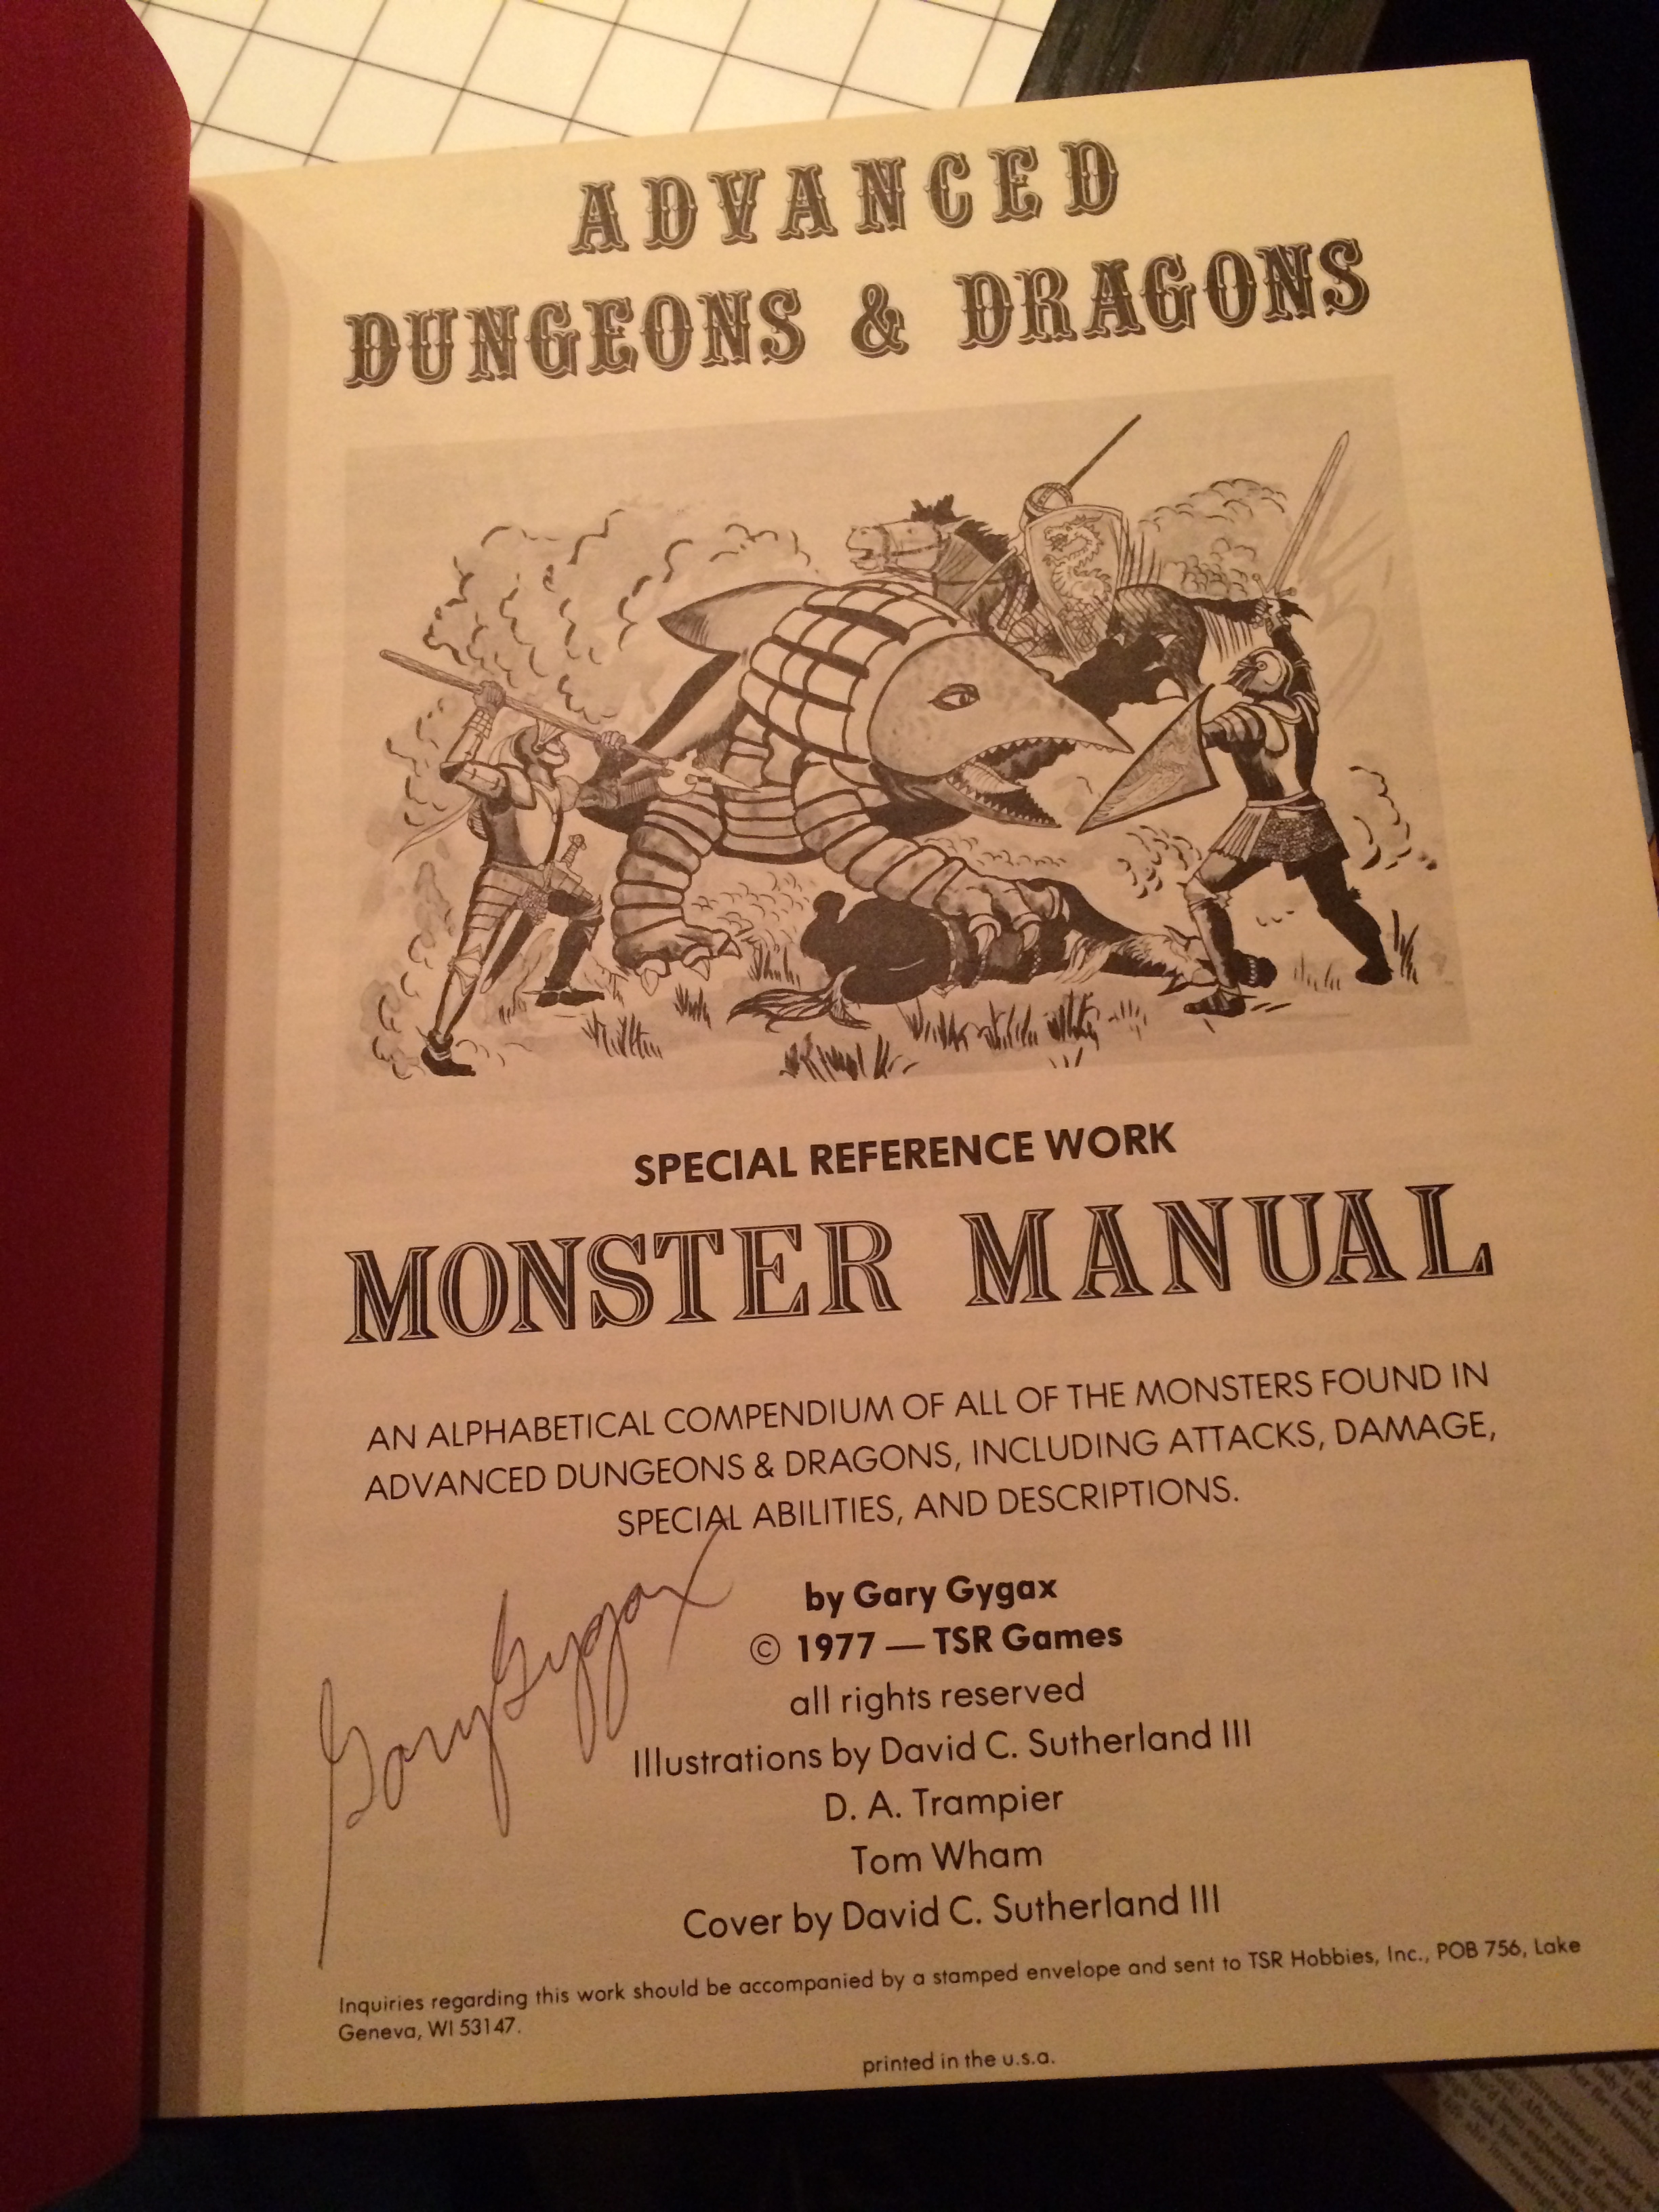 ADVANCED
DUNGEONS & DRAGONS
SPECIAL REFERENCE WORK
MONSTER MANUAL
AN ALPHABETICAL COMPENDIUM OF ALL OF THE MONSTERS FOUND IN
ADVANCED DUNGEONS & DRAGONS, INCLUDING ATTACKS, DAMAGE,
SPECIAL ABILITIES, AND DESCRIPTIONS.
Gary Gygax
by Gary Gygax
© 1977 — TSR Games
all rights reserved
Illustrations by David C. Sutherland III
D. A. Trampier
Tom Wham
Cover by David C. Sutherland III
Inquiries regarding this work should be accompanied by a stamped envelope and sent to TSR Hobbies, Inc., POB 756, Lake
Geneva, WI 53147.
printed in the u.s.a.